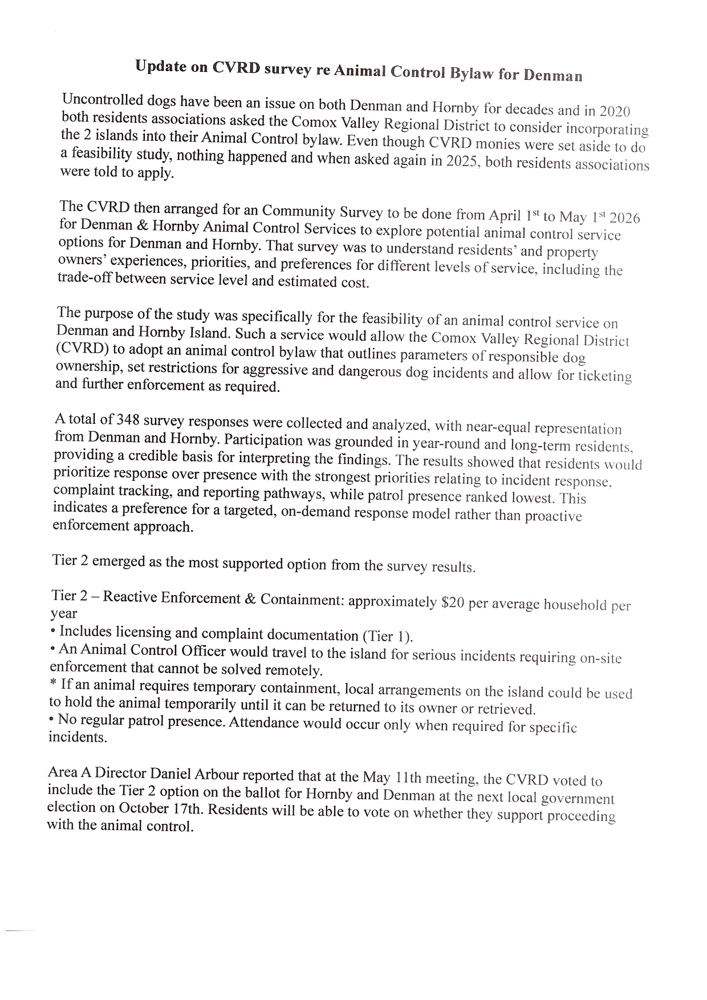 Update on CVRD survey re Animal Control Bylaw for Denman
Uncontrolled dogs have been an issue on both Denman and Hornby for decades and in 2020
both residents associations asked the Comox Valley Regional District to consider incorporating
the 2 islands into their Animal Control bylaw. Even though CVRD monies were set aside to do
a feasibility study, nothing happened and when asked again in 2025, both residents associations
were told to apply.
The CVRD then arranged for an Community Survey to be done from April 1st to May 1st 2026
for Denman & Hornby Animal Control Services to explore potential animal control service
options for Denman and Hornby. That survey was to understand residents’ and property
owners’ experiences, priorities, and preferences for different levels of service, including the
trade-off between service level and estimated cost.
The purpose of the study was specifically for the feasibility of an animal control service on
Denman and Hornby Island. Such a service would allow the Comox Valley Regional District
(CVRD) to adopt an animal control bylaw that outlines parameters of responsible dog
ownership, set restrictions for aggressive and dangerous dog incidents and allow for ticketing
and further enforcement as required.
A total of 348 survey responses were collected and analyzed, with near-equal representation
from Denman and Hornby. Participation was grounded in year-round and long-term residents,
providing a credible basis for interpreting the findings. The results showed that residents would
prioritize response over presence with the strongest priorities relating to incident response,
complaint tracking, and reporting pathways, while patrol presence ranked lowest. This
indicates a preference for a targeted, on-demand response model rather than proactive
enforcement approach.
Tier 2 emerged as the most supported option from the survey results.
Tier 2 – Reactive Enforcement & Containment: approximately $20 per average household per
year
• Includes licensing and complaint documentation (Tier 1).
• An Animal Control Officer would travel to the island for serious incidents requiring on-site
enforcement that cannot be solved remotely.
* If an animal requires temporary containment, local arrangements on the island could be used
to hold the animal temporarily until it can be returned to its owner or retrieved.
• No regular patrol presence. Attendance would occur only when required for specific
incidents.
Area A Director Daniel Arbour reported that at the May 11th meeting, the CVRD voted to
include the Tier 2 option on the ballot for Hornby and Denman at the next local government
election on October 17th. Residents will be able to vote on whether they support proceeding
with the animal control.